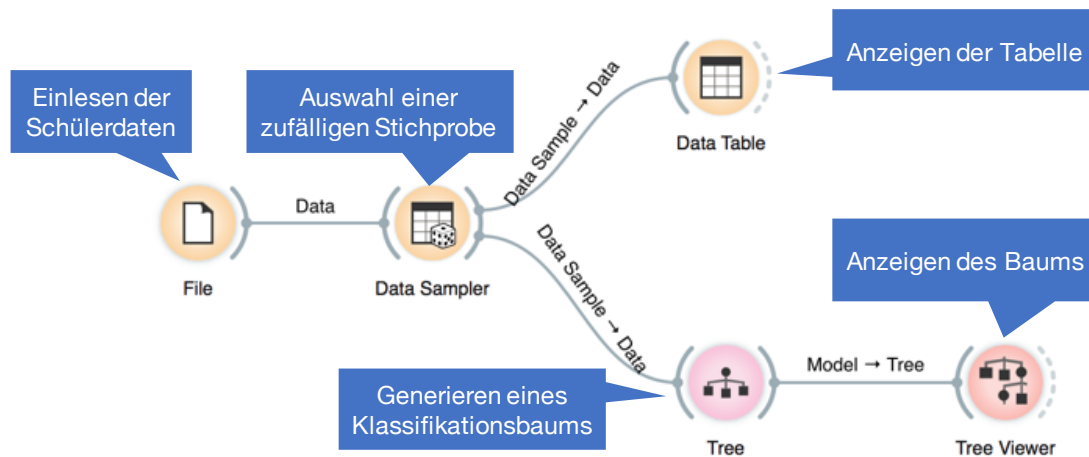 Anzeigen der Tabelle
Einlesen der
Schülerdaten
Auswahl einer
zufälligen Stichprobe
Data Sample → Data
Data Table
Data
File
Data Sampler
Data Sample → Data
Anzeigen des Baums
Generieren eines
Klassifikationsbaums
Model → Tree
Tree
Tree Viewer